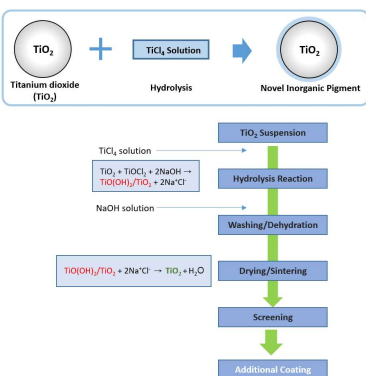 TiO₂
TiCl₄ Solution
TiO₂
Titanium dioxide
(TiO₂)
Hydrolysis
Novel Inorganic Pigment
TiO₂ Suspension
TiCl₄ solution
TiO₂ + TiOCl₂ + 2NaOH →
TiO(OH)₂/TiO₂ + 2Na⁺Cl⁻
Hydrolysis Reaction
NaOH solution
Washing/Dehydration
TiO(OH)₂/TiO₂ + 2Na⁺Cl⁻ → TiO₂ + H₂O
Drying/Sintering
Screening
Additional Coating